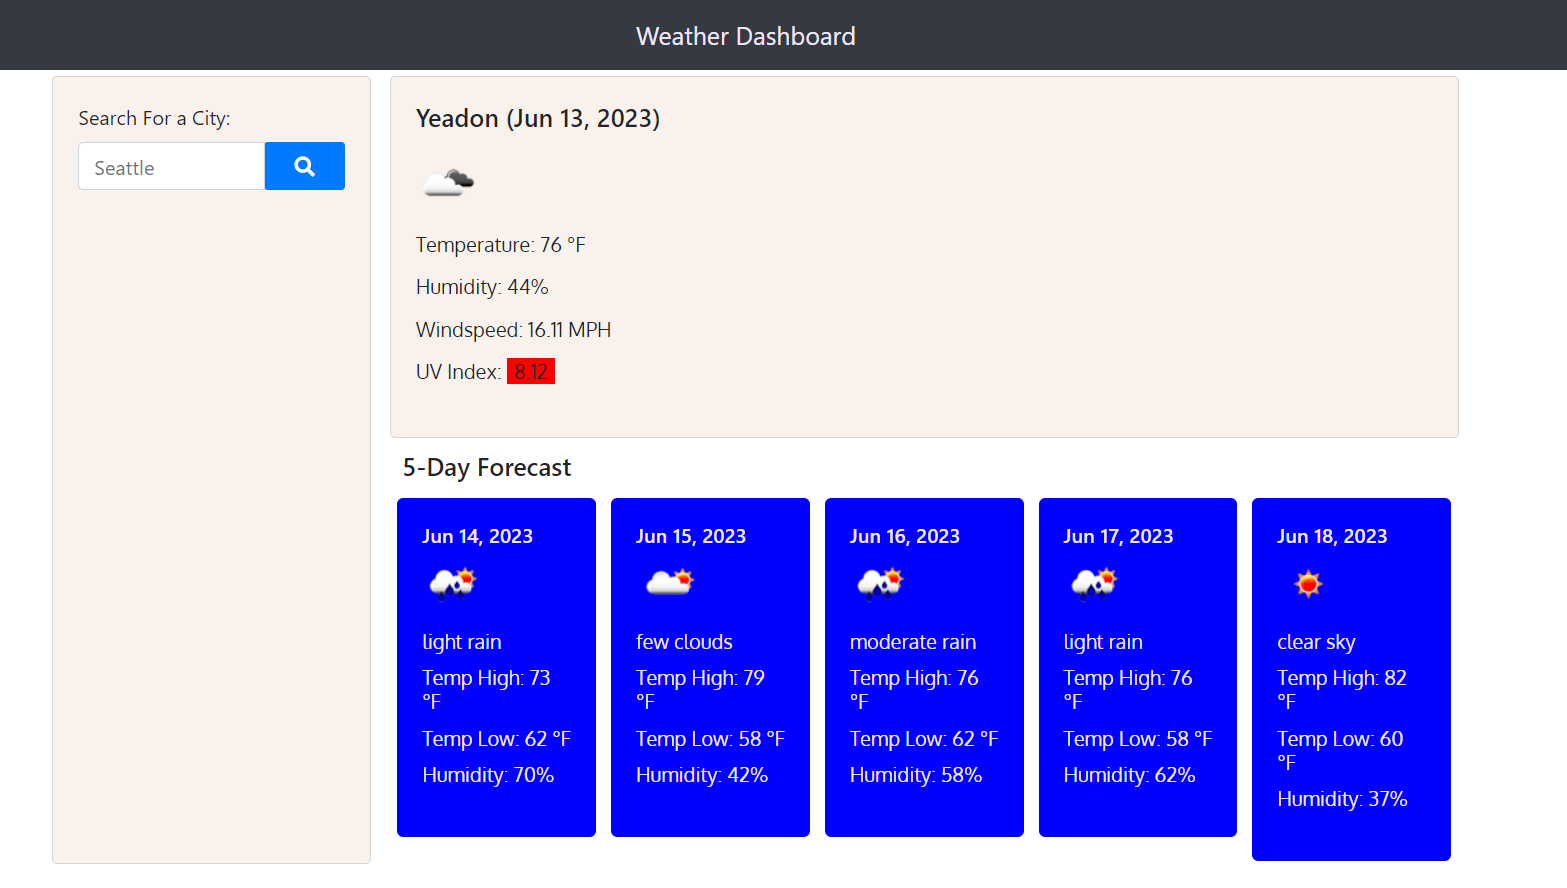 Weather Dashboard
Search For a City:
Seattle
Yeadon (Jun 13, 2023)
Temperature: 76 °F
Humidity: 44%
Windspeed: 16.11 MPH
UV Index: 8.12
5-Day Forecast
Jun 14, 2023
light rain
Temp High: 73
°F
Temp Low: 62 °F
Humidity: 70%
Jun 15, 2023
few clouds
Temp High: 79
°F
Temp Low: 58 °F
Humidity: 42%
Jun 16, 2023
moderate rain
Temp High: 76
°F
Temp Low: 62 °F
Humidity: 58%
Jun 17, 2023
light rain
Temp High: 76
°F
Temp Low: 58 °F
Humidity: 62%
Jun 18, 2023
clear sky
Temp High: 82
°F
Temp Low: 60
°F
Humidity: 37%